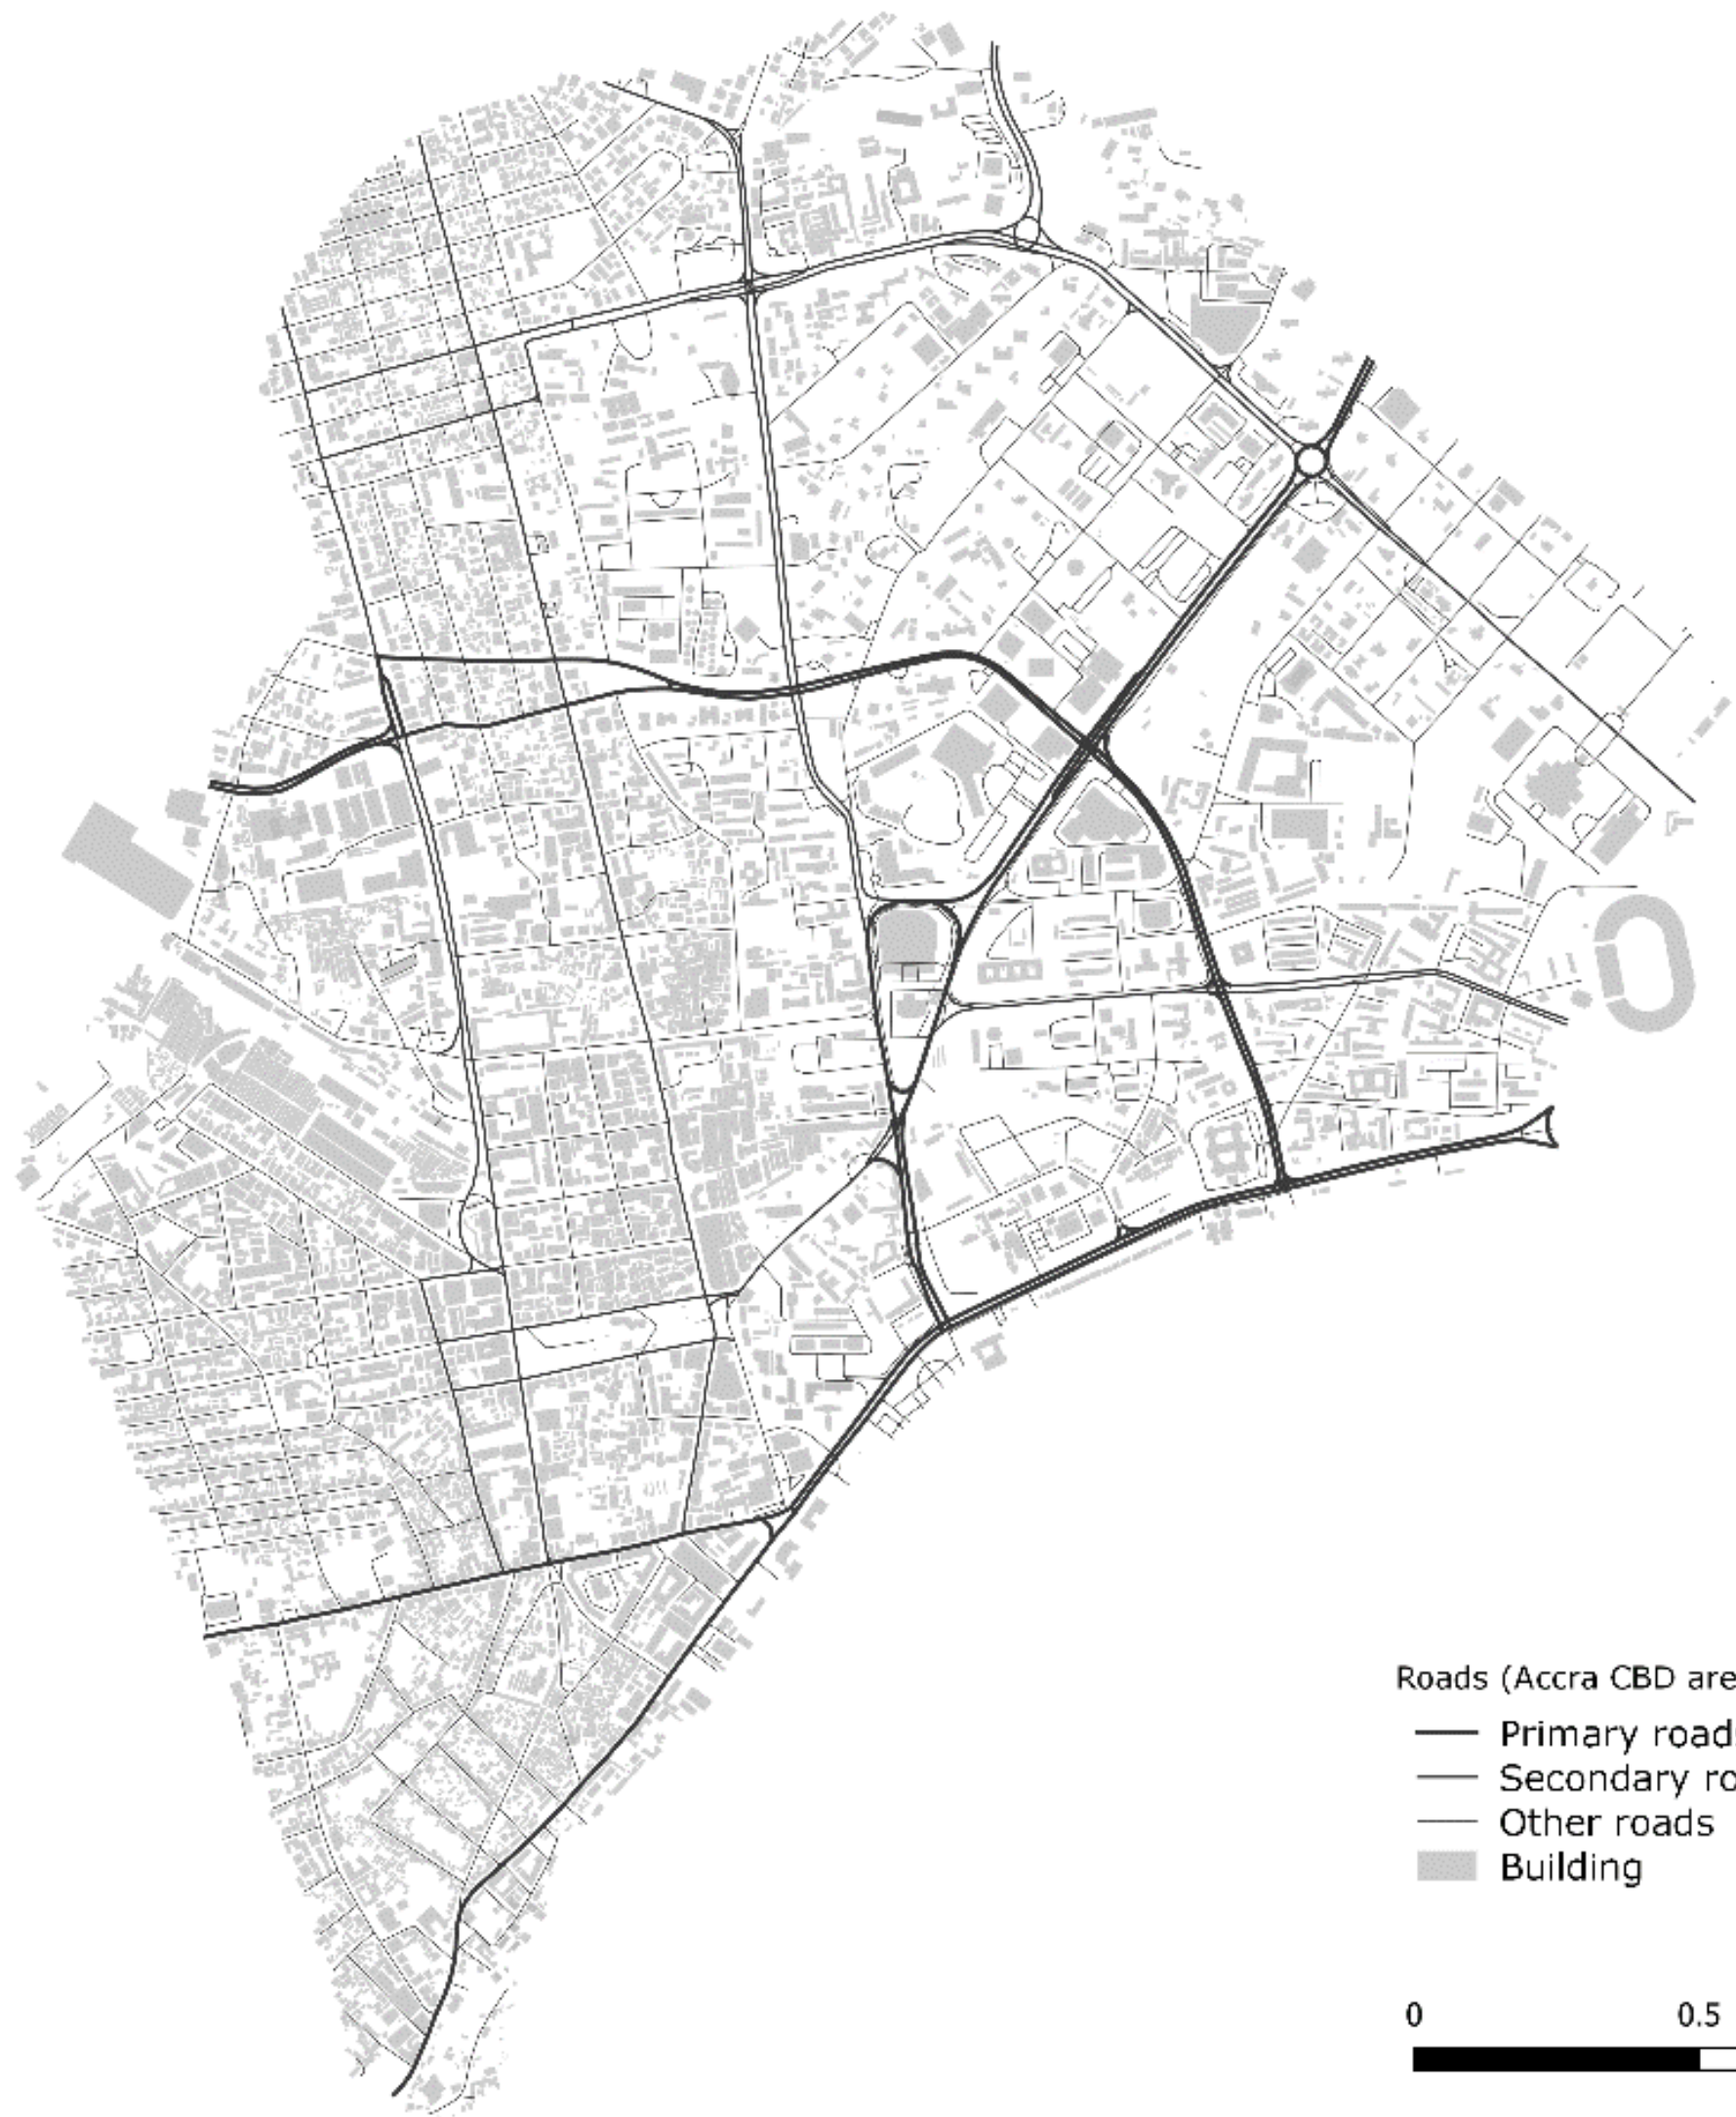 Roads (Accra CBD are
Primary road
Secondary ro
Other roads
Building
0 0.5